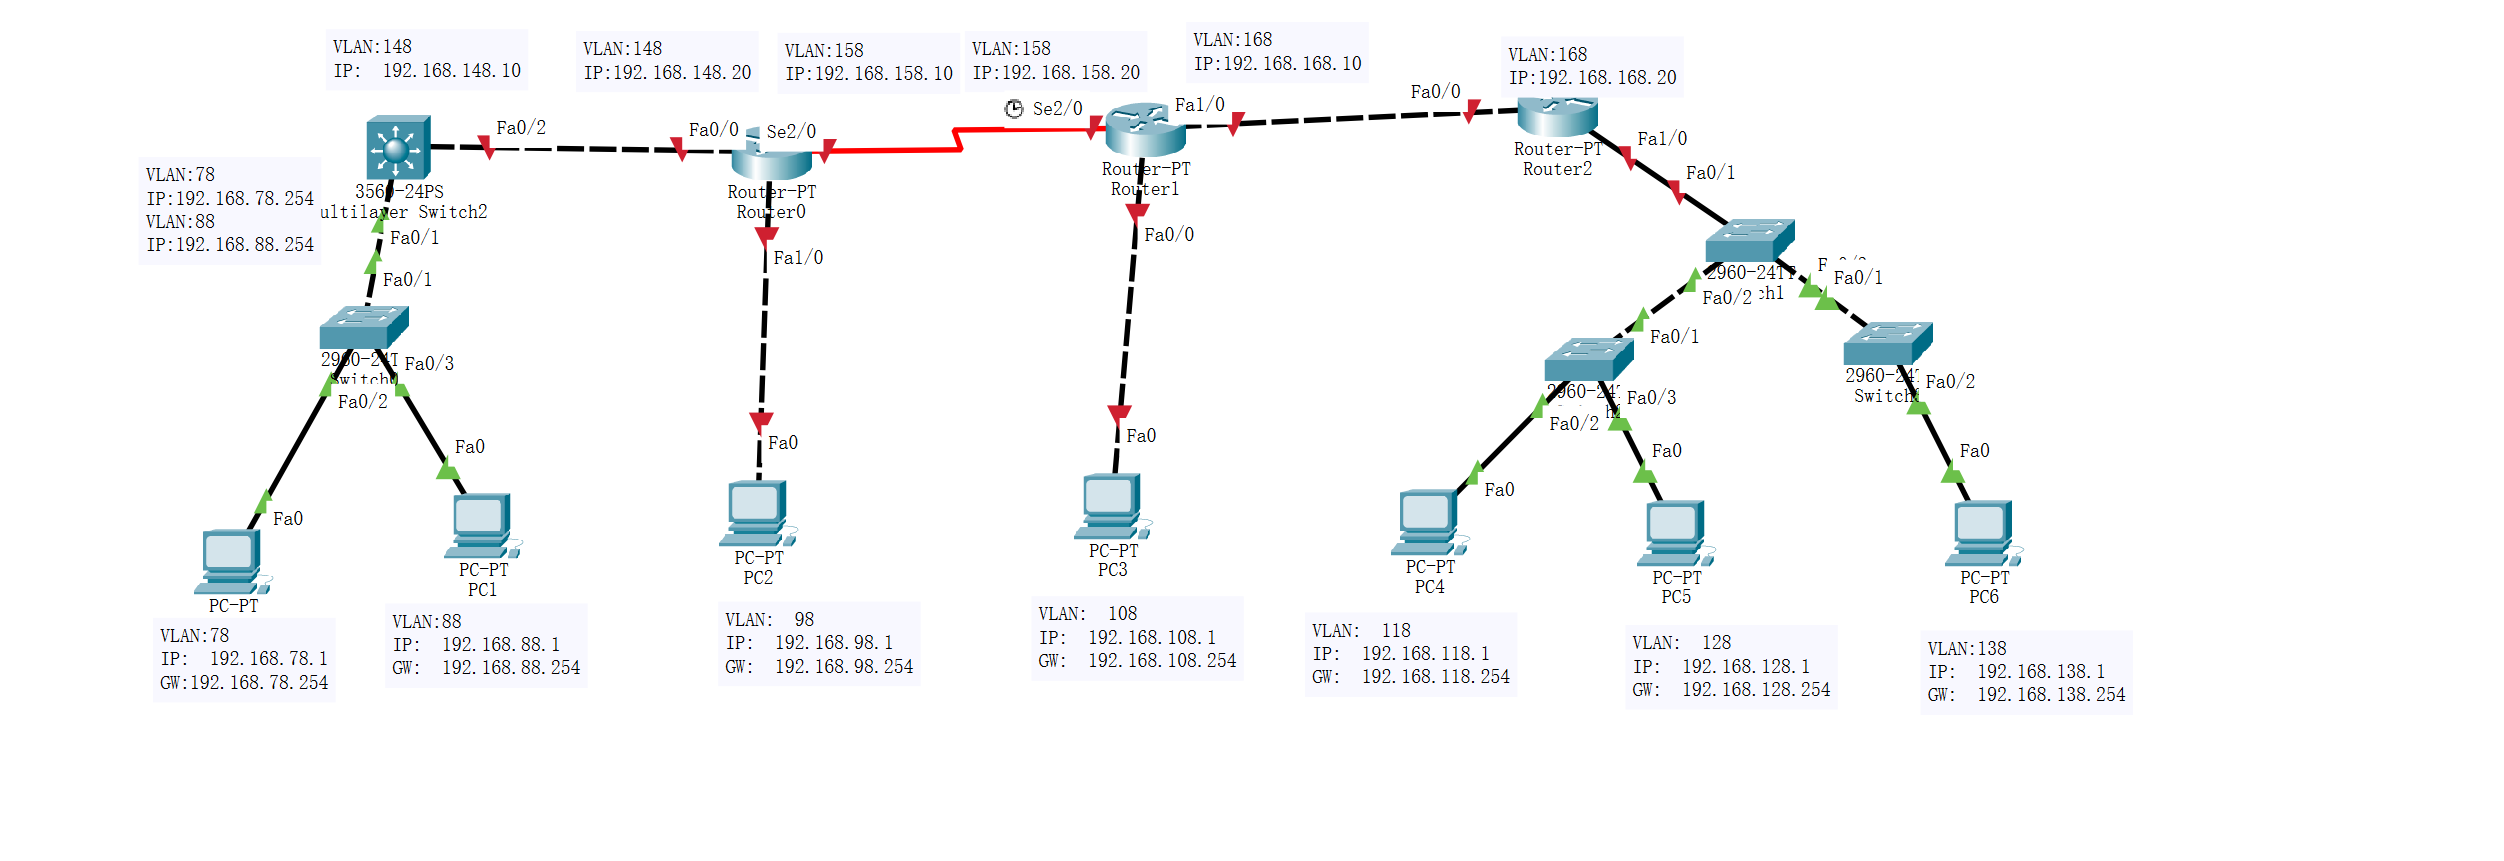 VLAN:148
IP:  192.168.148.10
VLAN:148
IP:192.168.148.20
VLAN:158
IP:192.168.158.10
VLAN:158
IP:192.168.158.20
VLAN:168
IP:192.168.168.10
VLAN:168
IP:192.168.168.20
Fa0/2
Fa0/0
Se2/0
Se2/0
Fa1/0
Fa0/0
Fa1/0
Fa0/1
VLAN:78
IP:192.168.78.254
VLAN:88
IP:192.168.88.254
3560-24PS
ultilayer Switch2
Router-PT
Router0
Router-PT
Router1
Router-PT
Router2
Fa0/1
Fa0/1
Fa1/0
Fa0/0
2960-24TT
Fa0/1
Fa0/2
Fa0/1
Fa0/3
Fa0/2
Fa0/3
Fa0/2
Switch
Fa0/2
Fa0
Fa0
Fa0
Fa0
Fa0
Fa0
Fa0
PC-PT
PC-PT
PC1
PC-PT
PC2
PC-PT
PC3
PC-PT
PC4
PC-PT
PC5
PC-PT
PC6
VLAN:78
IP:  192.168.78.1
GW:192.168.78.254
VLAN:88
IP:  192.168.88.1
GW:  192.168.88.254
VLAN:  98
IP:  192.168.98.1
GW:  192.168.98.254
VLAN:  108
IP:  192.168.108.1
GW:  192.168.108.254
VLAN:  118
IP:  192.168.118.1
GW:  192.168.118.254
VLAN:  128
IP:  192.168.128.1
GW:  192.168.128.254
VLAN:138
IP:  192.168.138.1
GW:  192.168.138.254